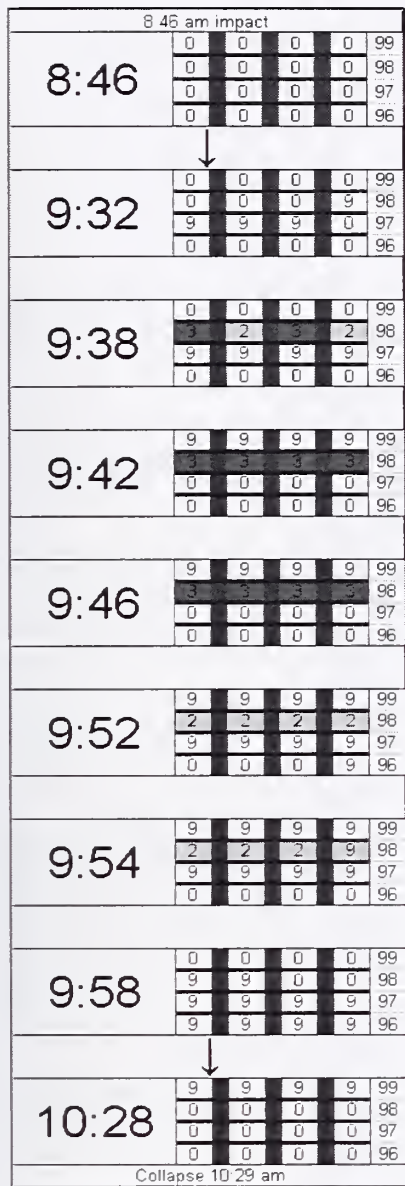 8 46 am impact
0 0 0 0 99
0 0 0 0 98
8:46
0 0 0 0 97
0 0 0 0 96
0 0 0 0 99
0 0 0 9 98
9:32
9 9 9 0 97
0 0 0 0 96
0 0 0 0 99
3 2 3 2 98
9:38
9 9 9 9 97
0 0 0 0 96
9 9 9 9 99
3 3 3 3 98
9:42
0 0 0 0 97
0 0 0 0 96
9 9 9 9 99
3 3 3 3 98
9:46
0 0 0 0 97
0 0 0 0 96
9 9 9 9 99
2 2 2 2 98
9:52
9 9 9 9 97
0 0 0 9 96
9 9 9 9 99
2 2 2 9 98
9:54
9 9 9 9 97
0 0 0 0 96
0 0 0 0 99
9 9 0 0 98
9:58
9 9 9 9 97
9 9 9 9 96
9 9 9 9 99
0 0 0 0 98
10:28
0 0 0 0 97
0 0 0 0 96
Collapse 10 29 am